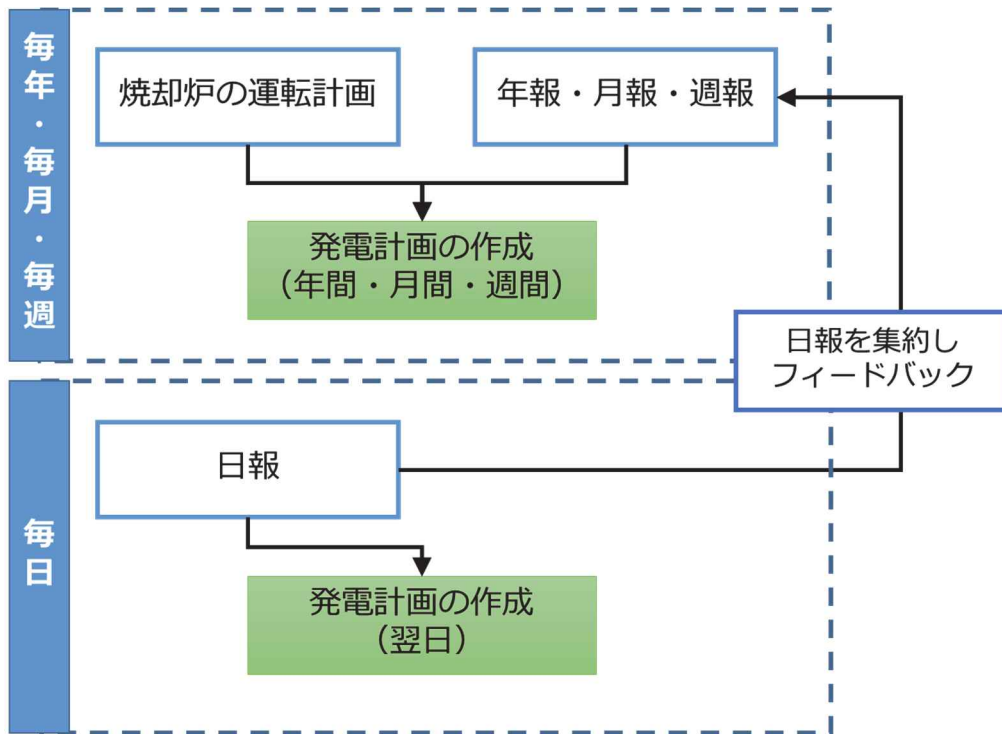 毎年・毎月・毎週
焼却炉の運転計画
年報・月報・週報
発電計画の作成
（年間・月間・週間）
日報を集約し
フィードバック
毎日
日報
発電計画の作成
（翌日）